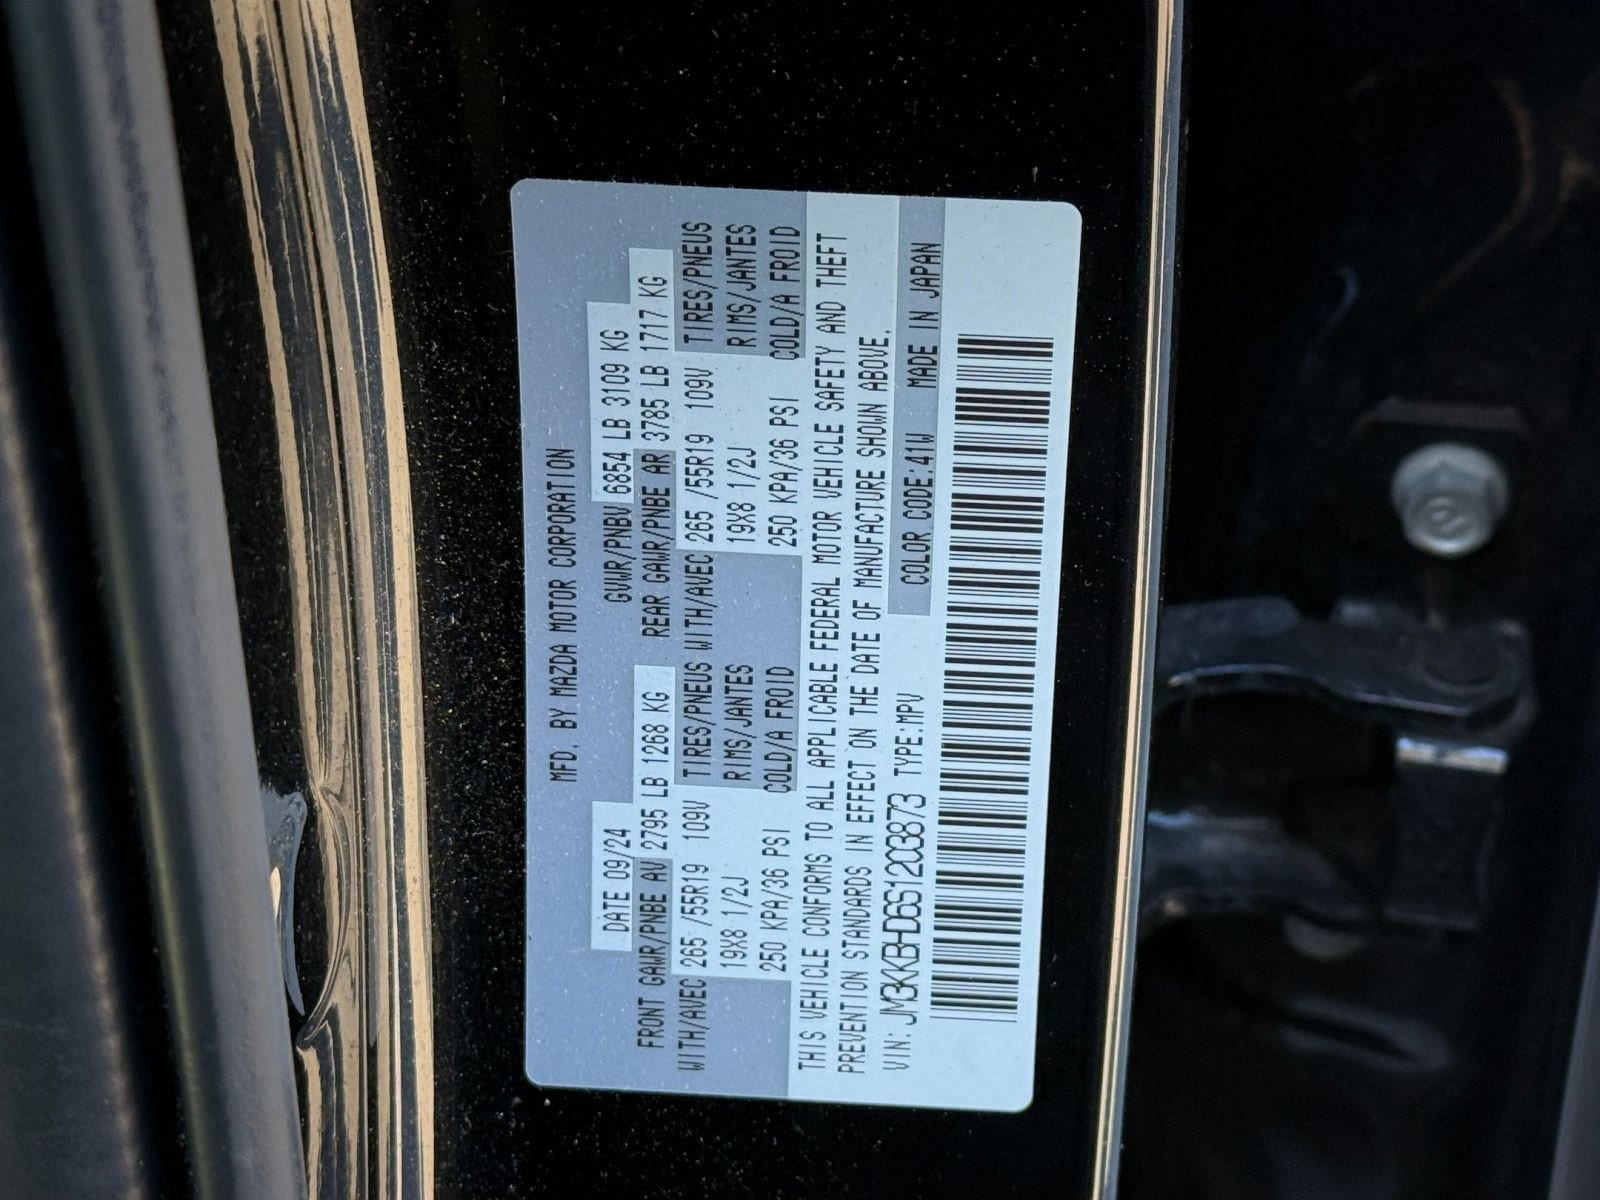 MFD. BY MAZDA MOTOR CORPORATION
DATE 09/24 GVWR/PNBV 6854 LB 3109 KG
FRONT GAWR/PNBE AV 2795 LB 1268 KG REAR GAWR/PNBE AR 3785 LB 1717 KG
WITH/AVEC 265 /55R19 109V TIRES/PNEUS WITH/AVEC 265 /55R19 109V TIRES/PNEUS
19X8 1/2J RIMS/JANTES 19X8 1/2J RIMS/JANTES
250 KPA/36 PSI COLD/A FROID 250 KPA/36 PSI COLD/A FROID
THIS VEHICLE CONFORMS TO ALL APPLICABLE FEDERAL MOTOR VEHICLE SAFETY AND THEFT
PREVENTION STANDARDS IN EFFECT ON THE DATE OF MANUFACTURE SHOWN ABOVE.
VIN: JM3KKBHD6S1203873 TYPE:MPV COLOR CODE:41W MADE IN JAPAN